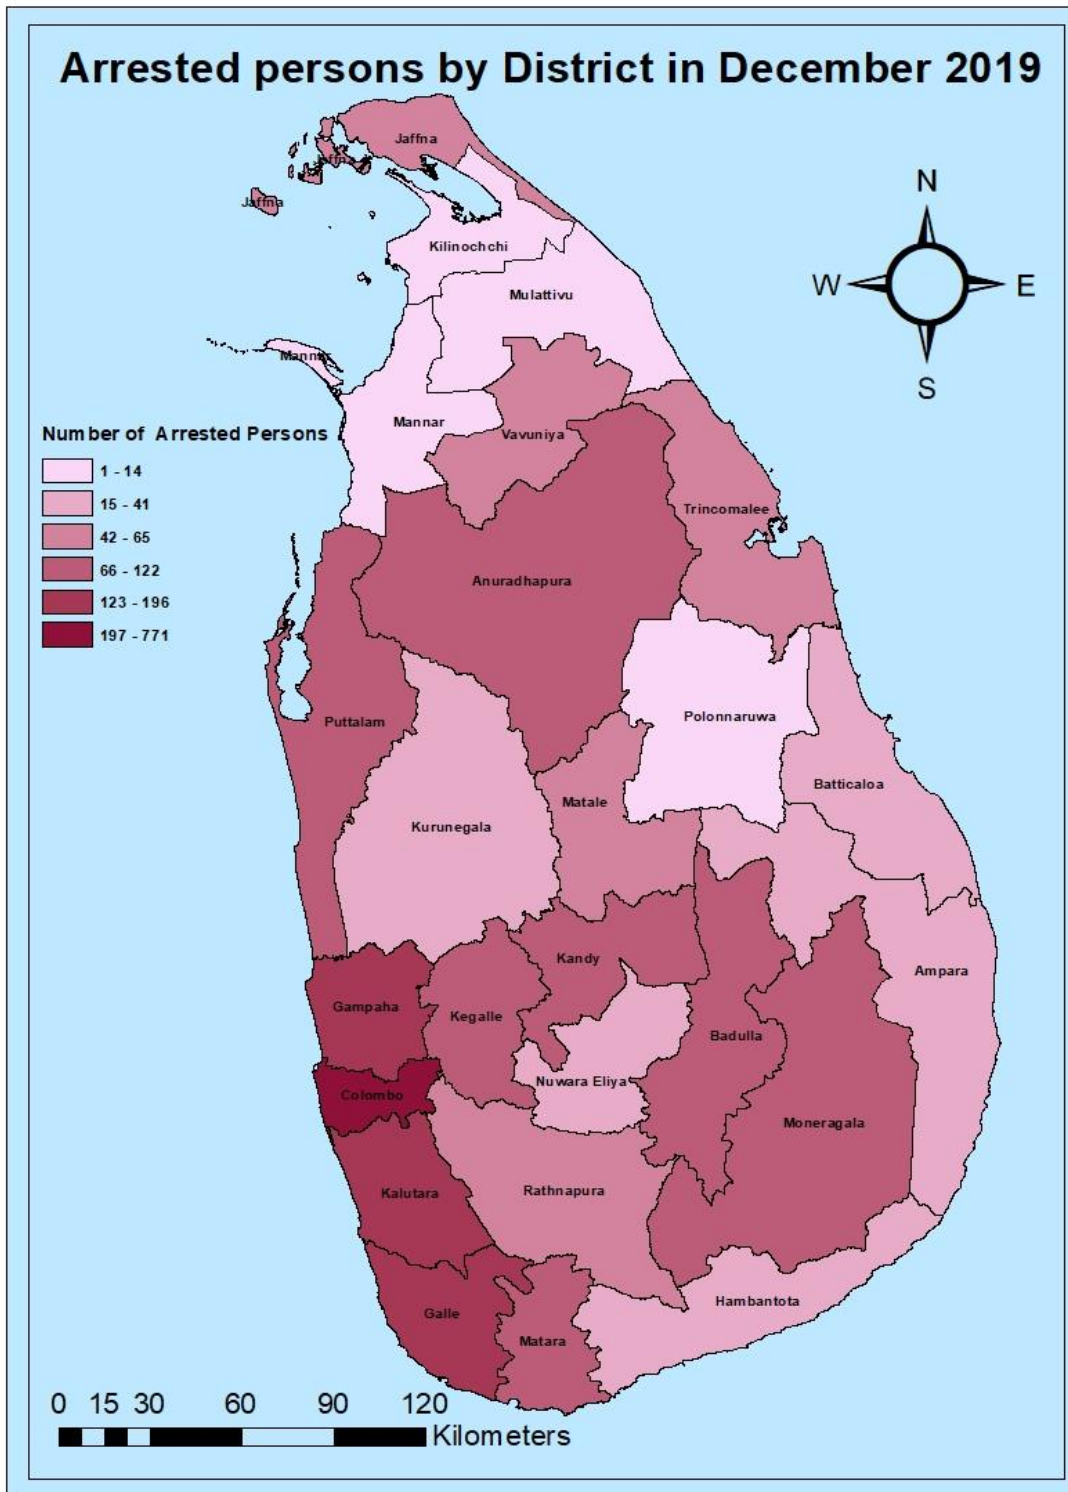 Arrested persons by District in December 2019
Jaffna
Jaffna
Jaffna
N
W E
S
Kilinochchi
Mulattivu
Mannar
Mannar
Vavuniya
Number of Arrested Persons
1 - 14
15 - 41
42 - 65
66 - 122
123 - 196
197 - 771
Trincomalee
Anuradhapura
Puttalam
Polonnaruwa
Batticaloa
Matale
Kurunegala
Kandy
Ampara
Gampaha
Kegalle
Badulla
Nuwara Eliya
Colombo
Moneragala
Kalutara
Rathnapura
Hambantota
Galle
Matara
0 15 30 60 90 120
Kilometers